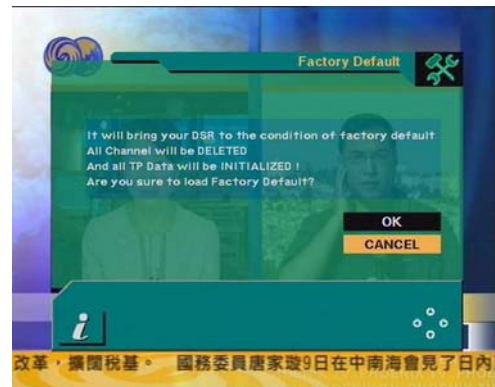 Factory Default
It will bring your DSR to the condition of factory default
All Channel will be DELETED
And all TP Data will be INITIALIZED !
Are you sure to load Factory Default?
OK
CANCEL
i
改革，擴闊税基。 國務委員唐家璇9日在中南海會見了日内